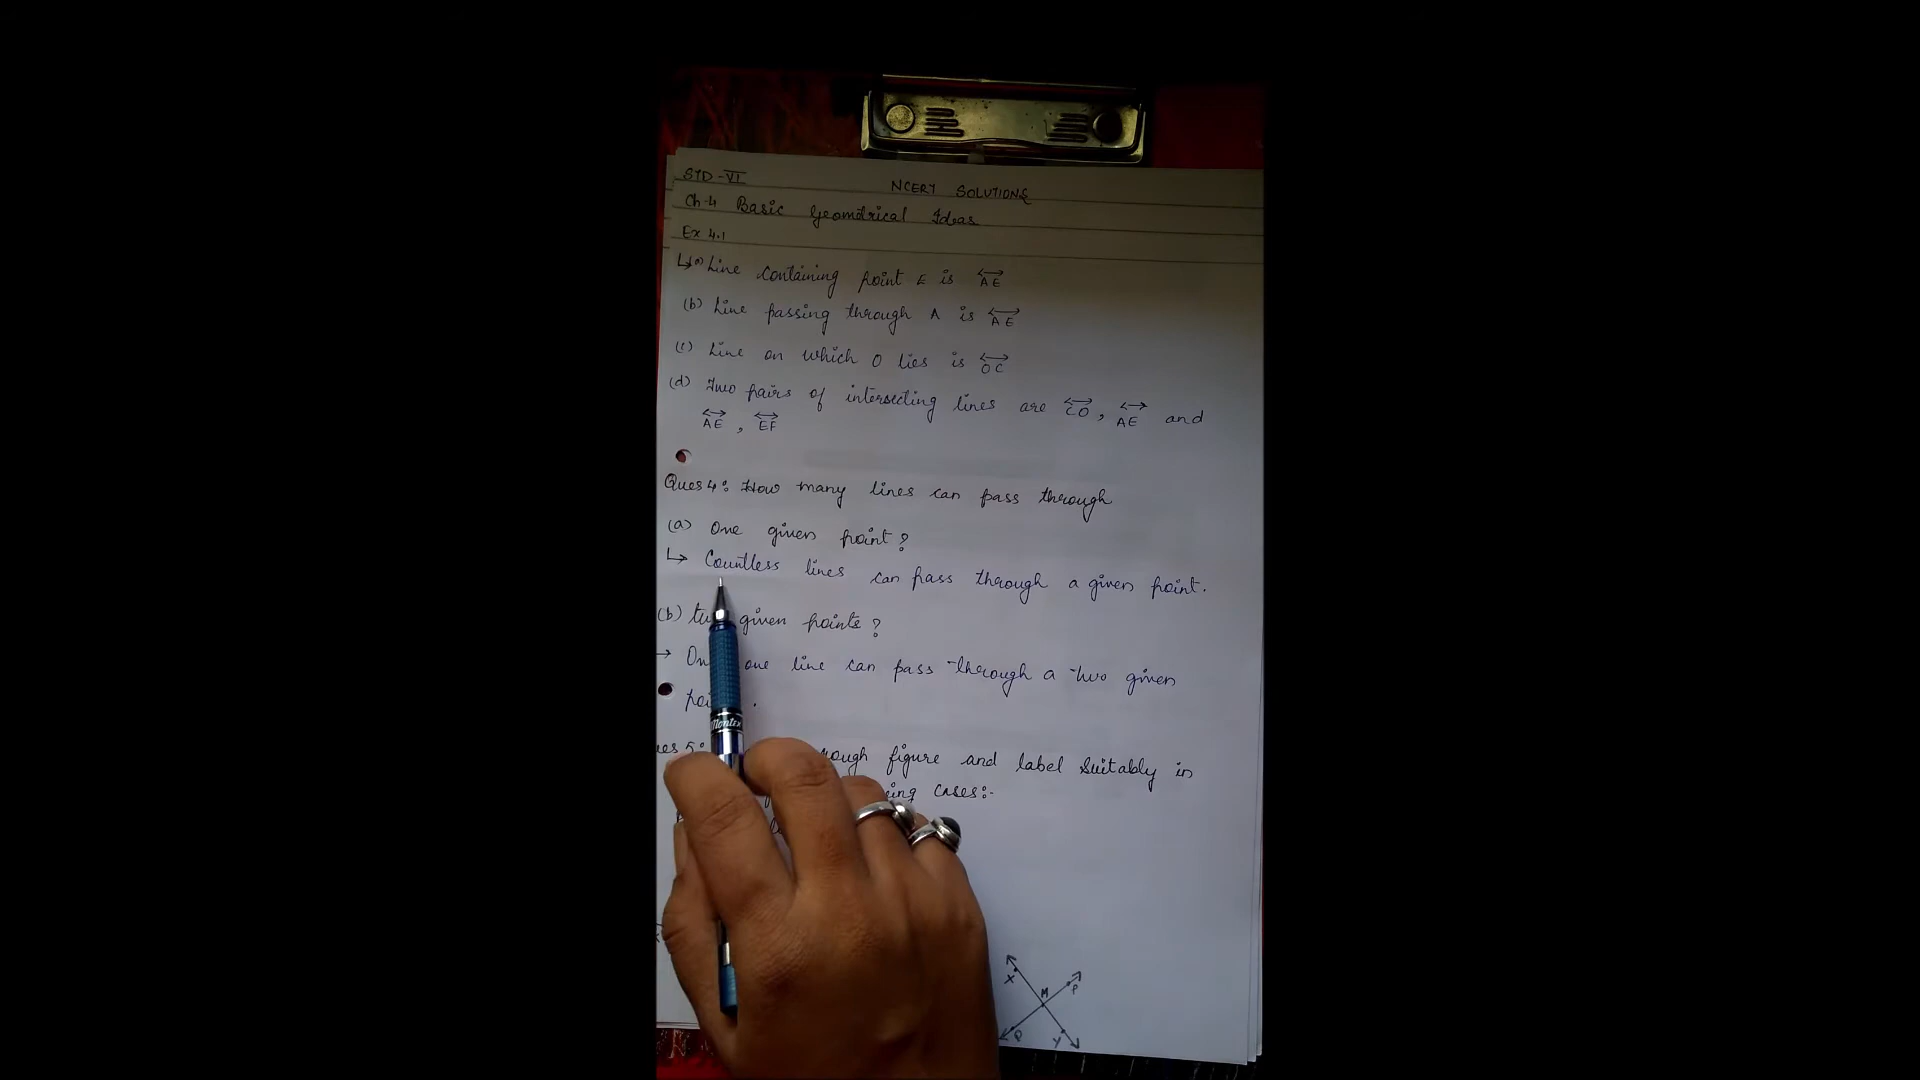 STD-VI
NCERT SOLUTIONS
Ch-4 Basic Geometrical Ideas
Ex 4.1
(a) Line containing point E is AE
(b) Line passing through A is AE
(c) Line on which O lies is OC
(d) Two pairs of intersecting lines are CO, AE and
AE, EF
Ques 4: How many lines can pass through
(a) One given point?
↳ Countless lines can pass through a given point.
(b) given points?
→ one line can pass through a two given
Montex
5: figure and label suitably in
cases:-
X
M
P
Q
Y